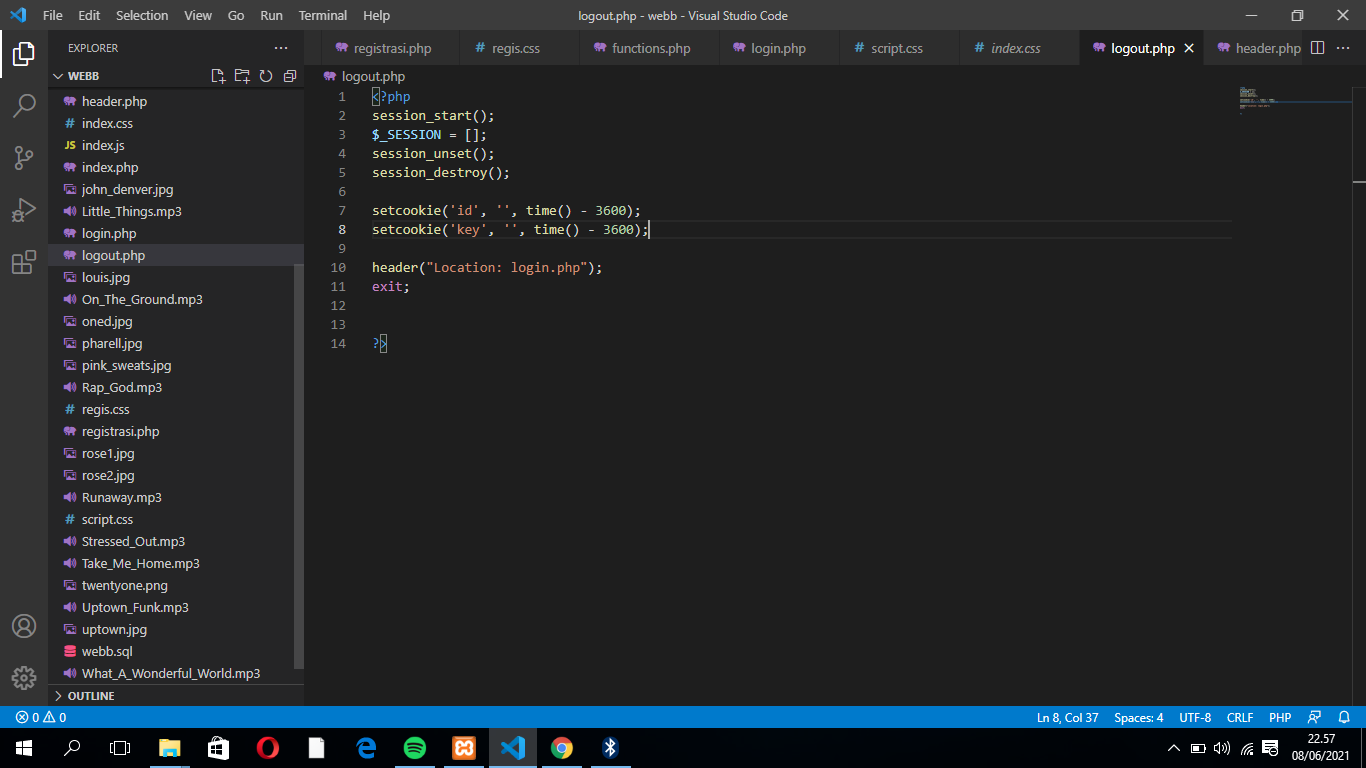 File Edit Selection View Go Run Terminal Help logout.php - webb - Visual Studio Code
EXPLORER
registrasi.php # regis.css functions.php login.php # script.css # index.css logout.php header.php
WEBB
logout.php
header.php
# index.css
JS index.js
index.php
john_denver.jpg
Little_Things.mp3
login.php
logout.php
louis.jpg
On_The_Ground.mp3
oned.jpg
pharell.jpg
pink_sweats.jpg
Rap_God.mp3
# regis.css
registrasi.php
rose1.jpg
rose2.jpg
Runaway.mp3
# script.css
Stressed_Out.mp3
Take_Me_Home.mp3
twentyone.png
Uptown_Funk.mp3
uptown.jpg
webb.sql
What_A_Wonderful_World.mp3
OUTLINE
1 <?php
2 session_start();
3 $_SESSION = [];
4 session_unset();
5 session_destroy();
6
7 setcookie('id', '', time() - 3600);
8 setcookie('key', '', time() - 3600);
9
10 header("Location: login.php");
11 exit;
12
13
14 ?>
0 0 Ln 8, Col 37 Spaces: 4 UTF-8 CRLF PHP
22.57
08/06/2021